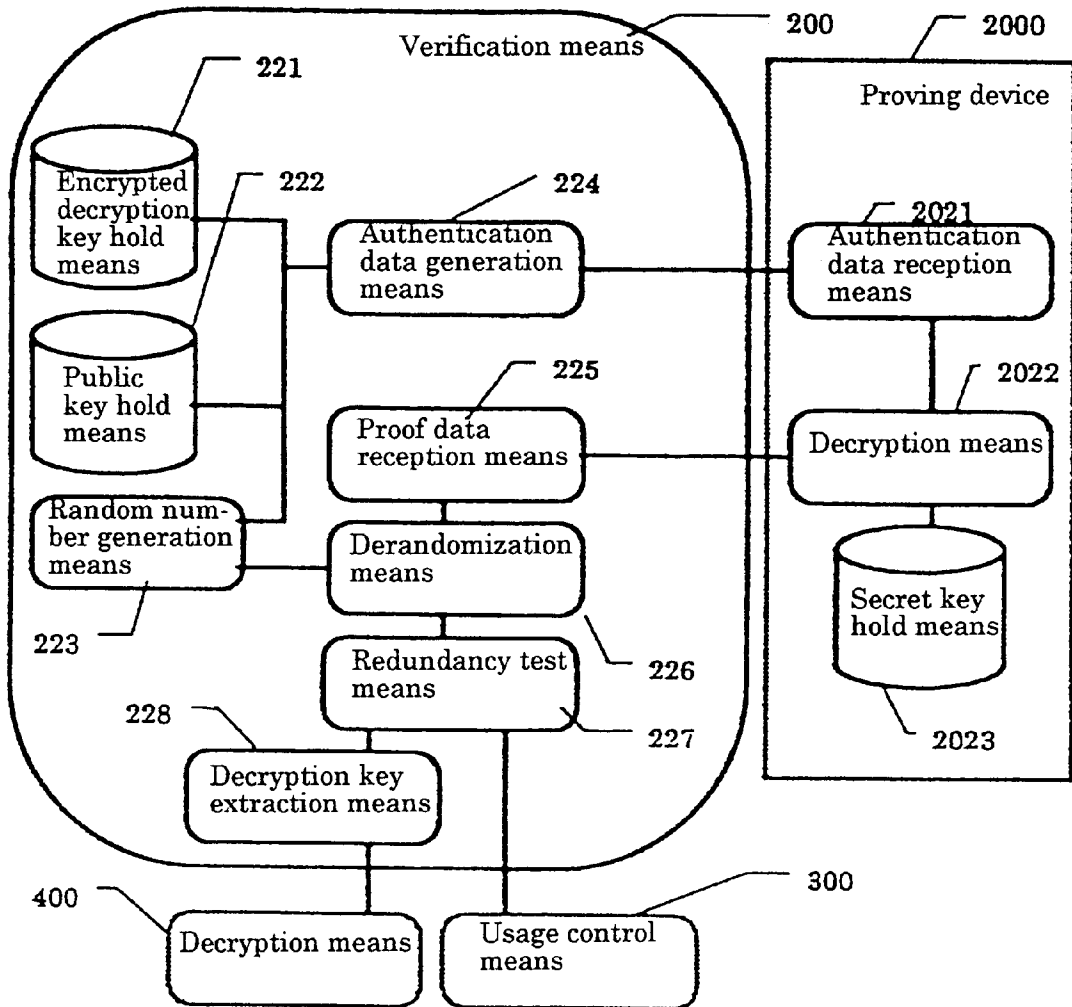 200
2000
Verification means
221
Proving device
222
224
2021
Encrypted
decryption
key hold
means
Authentication
data generation
means
Authentication
data reception
means
225
2022
Public
key hold
means
Proof data
reception means
Decryption means
Random num-
ber generation
means
Derandomization
means
Secret key
hold means
223
226
Redundancy test
means
228
227
2023
Decryption key
extraction means
400
300
Decryption means
Usage control
means